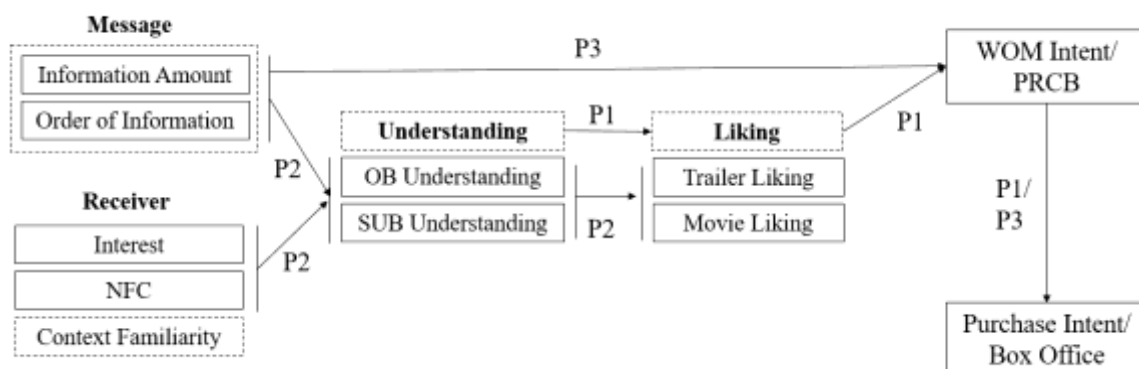 Message
Information Amount
Order of Information
P3
WOM Intent/
PRCB
Understanding
P1
Liking
P1
P2
OB Understanding
SUB Understanding
P2
Trailer Liking
Movie Liking
Receiver
Interest
NFC
Context Familiarity
P2
P1/
P3
Purchase Intent/
Box Office